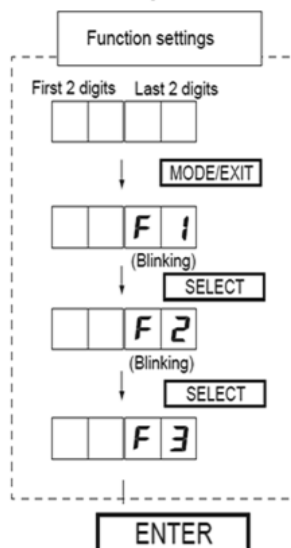 Function settings
First 2 digits Last 2 digits
MODE/EXIT
F 1
(Blinking)
SELECT
F 2
(Blinking)
SELECT
F 3
ENTER